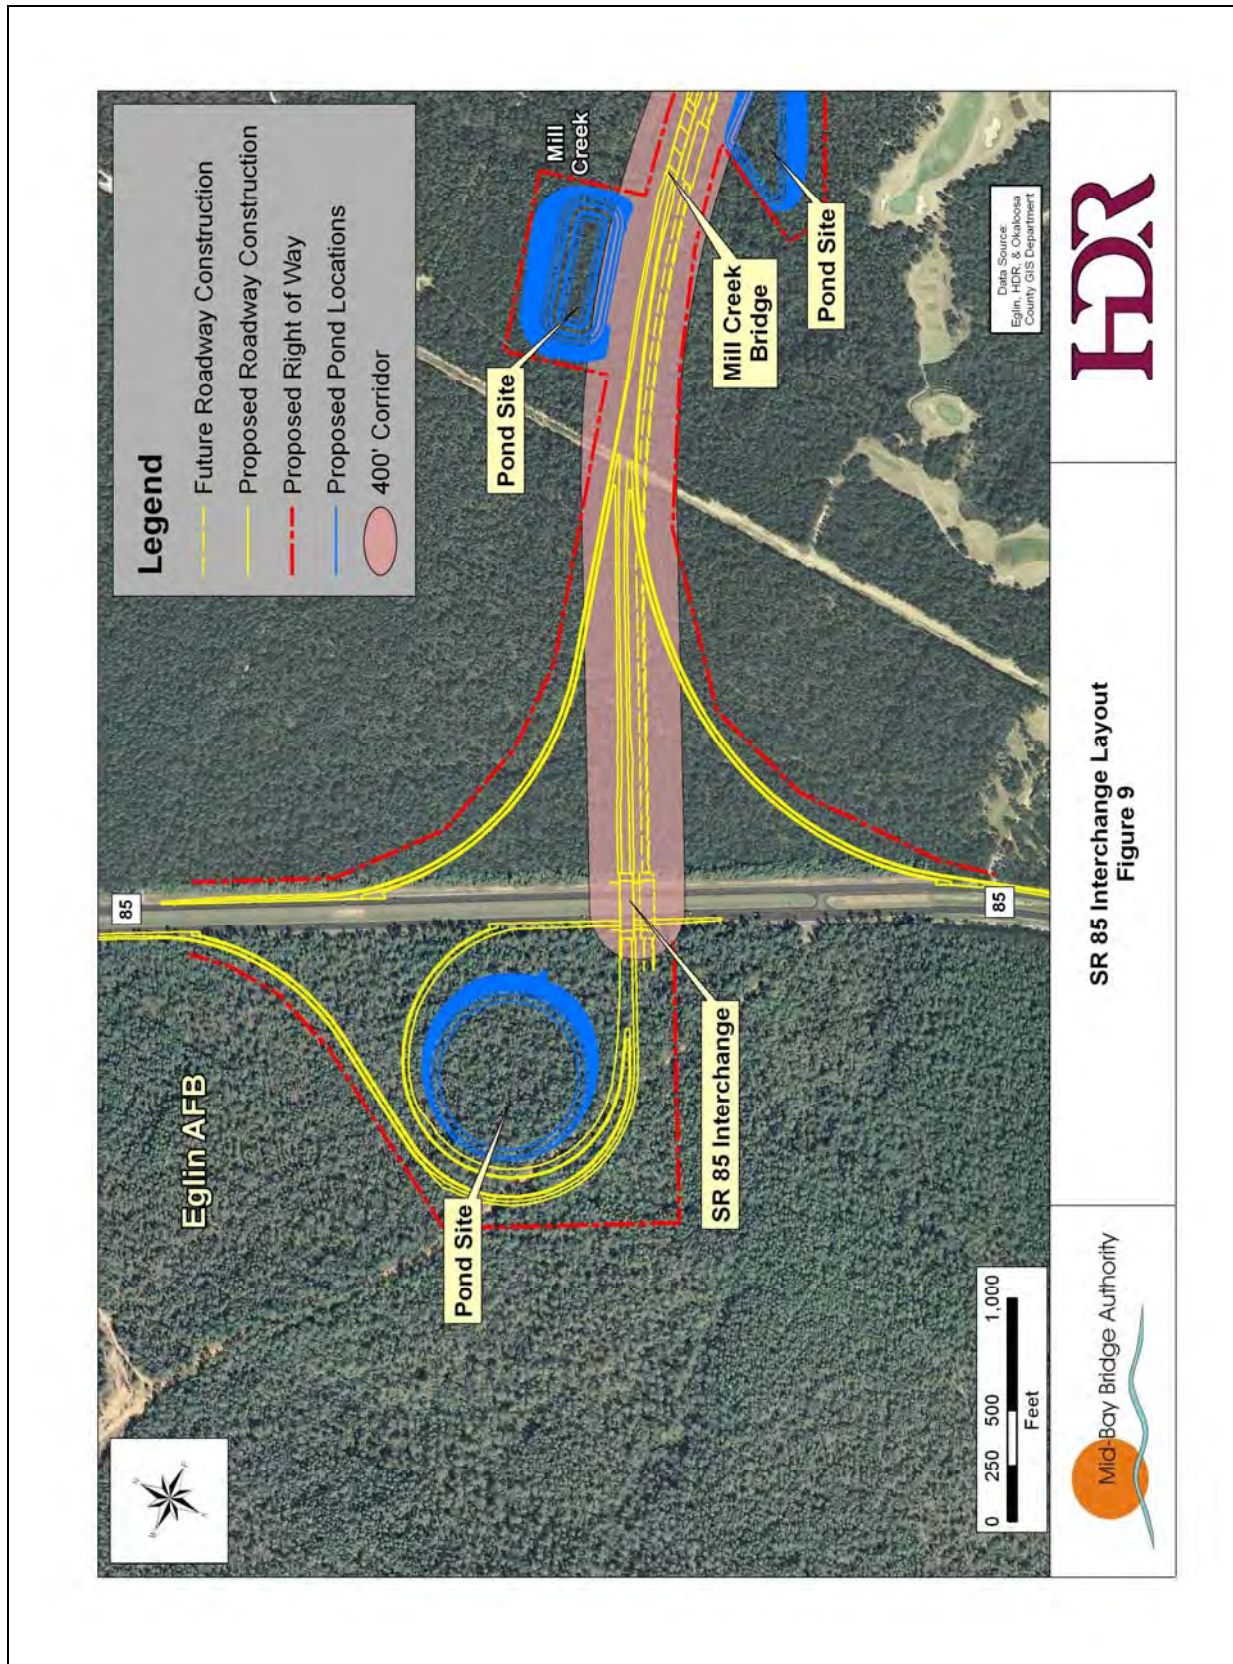 Legend
Future Roadway Construction
Proposed Roadway Construction
Proposed Right of Way
Proposed Pond Locations
400' Corridor
Mill
Creek
Pond Site
Mill Creek
Bridge
Pond Site
85
85
Eglin AFB
Pond Site
SR 85 Interchange
Data Source:
Eglin, HDR, & Okaloosa
County GIS Department
0 250 500 1,000
Feet
Mid-Bay Bridge Authority
SR 85 Interchange Layout
Figure 9
HDR